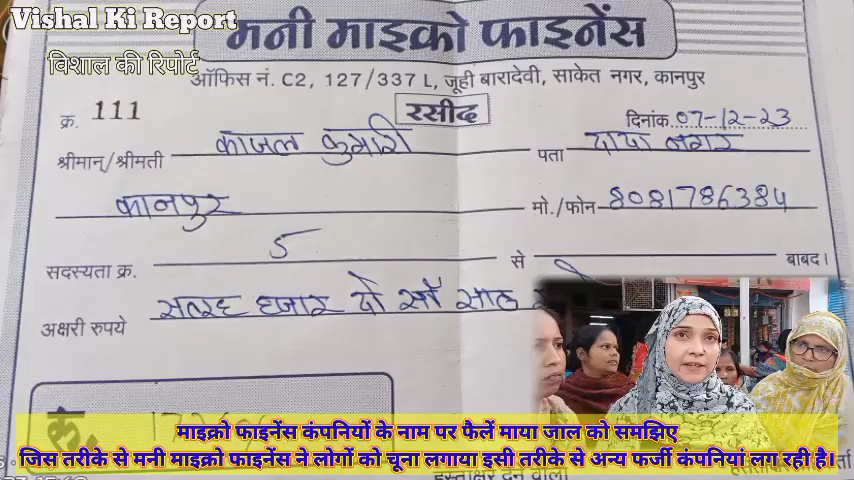 Vishal Ki Report
विशाल की रिपोर्ट
मनी माइक्रो फाइनेंस
ऑफिस नं. C2, 127/337 L, जूही बारादेवी, साकेत नगर, कानपुर
क्र. 111
रसीद
दिनांक 07-12-23
श्रीमान्/श्रीमती काजल कुमारी पता दादा नगर
कानपुर मो./फोन 8081786384
सदस्यता क्र. 5 से बाबद।
अक्षरी रुपये सत्रह हजार दो सौ साठ
रू.
माइक्रो फाइनेंस कंपनियों के नाम पर फैलें माया जाल को समझिए
जिस तरीके से मनी माइक्रो फाइनेंस ने लोगों को चूना लगाया इसी तरीके से अन्य फर्जी कंपनियां लग रही है।